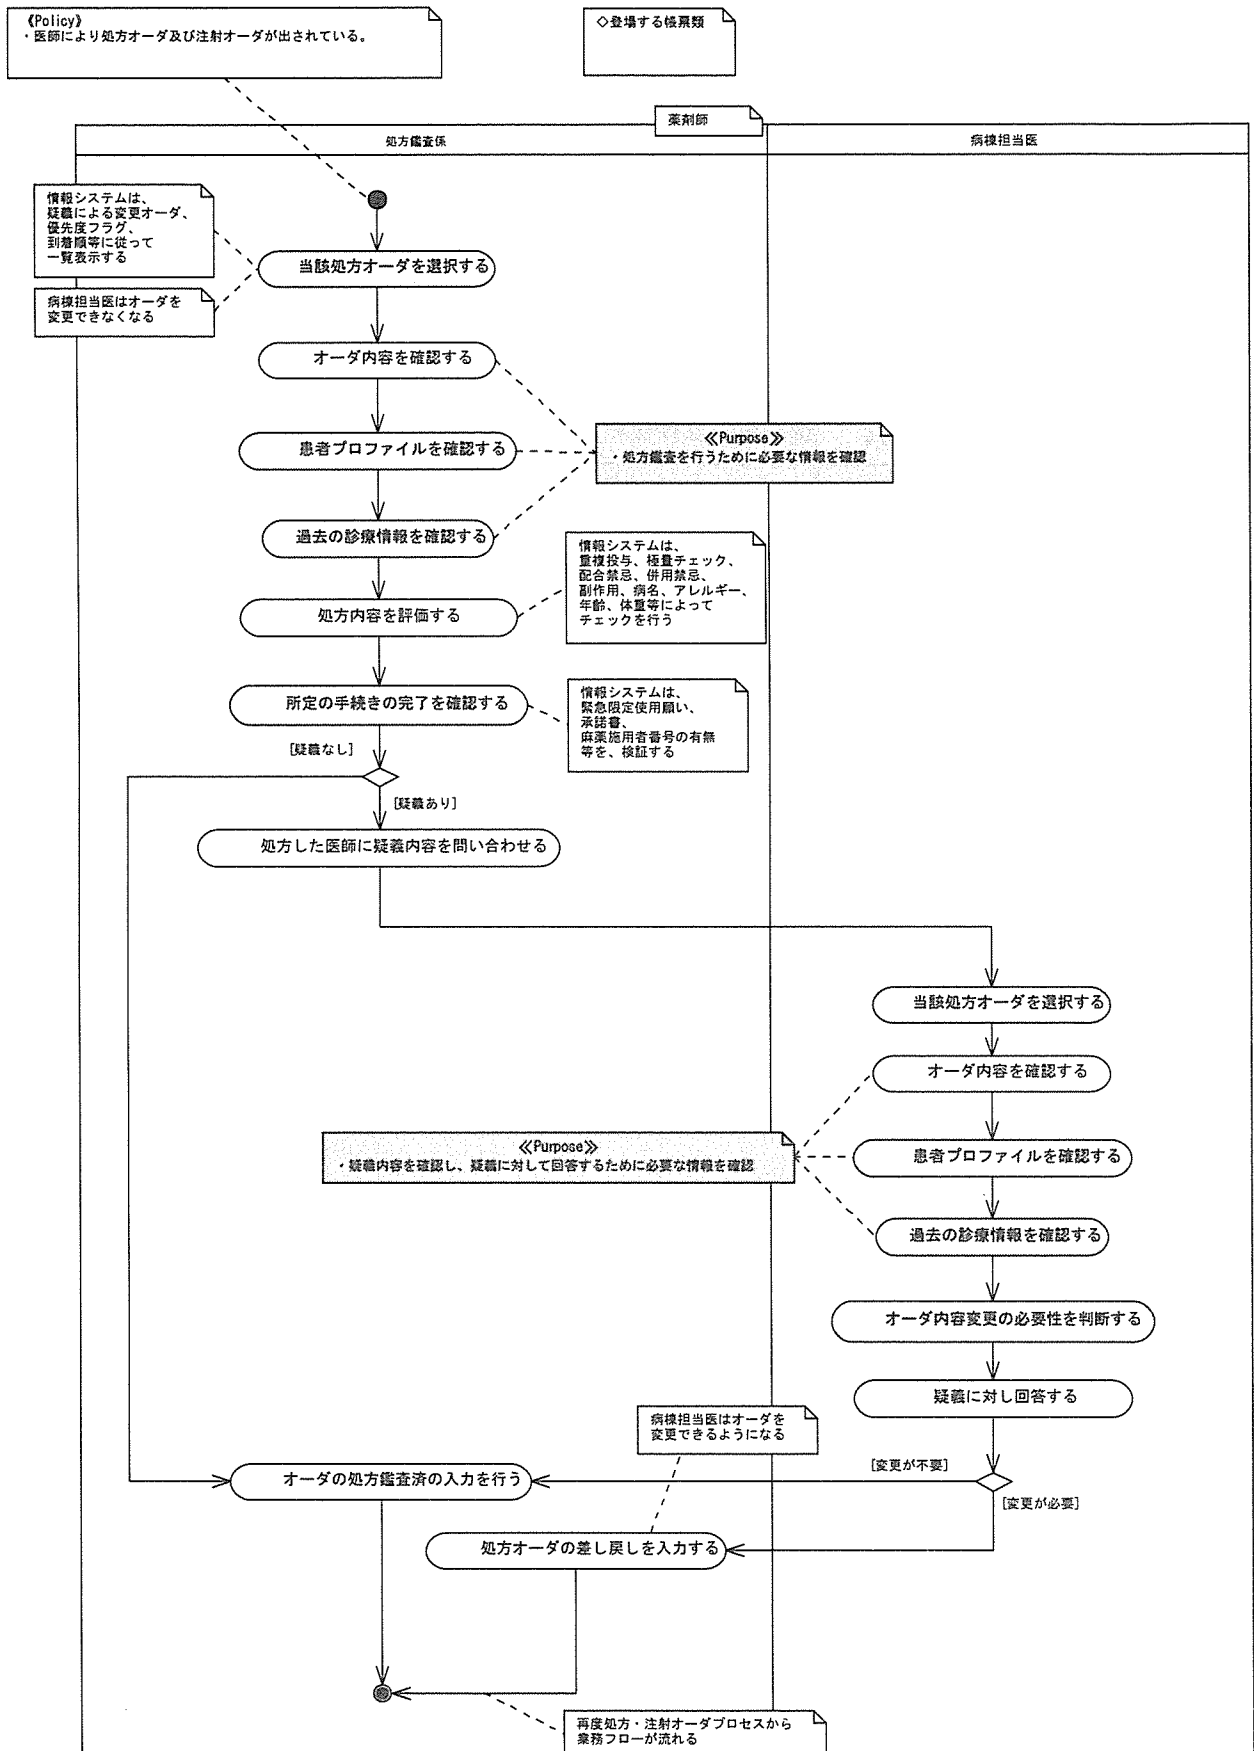 《Policy》
・医師により処方オーダ及び注射オーダが出されている。
◇登場する帳票類
薬剤師
処方鑑査係
病棟担当医
情報システムは、
疑義による変更オーダ、
優先度フラグ、
到着順等に従って
一覧表示する
当該処方オーダを選択する
病棟担当医はオーダを
変更できなくなる
オーダ内容を確認する
患者プロファイルを確認する
≪Purpose≫
・処方鑑査を行うために必要な情報を確認
過去の診療情報を確認する
情報システムは、
重複投与、極量チェック、
配合禁忌、併用禁忌、
副作用、病名、アレルギー、
年齢、体重等によって
チェックを行う
処方内容を評価する
所定の手続きの完了を確認する
情報システムは、
緊急限定使用願い、
承諾書、
麻薬施用者番号の有無
等を、検証する
[疑義なし]
[疑義あり]
処方した医師に疑義内容を問い合わせる
当該処方オーダを選択する
オーダ内容を確認する
≪Purpose≫
・疑義内容を確認し、疑義に対して回答するために必要な情報を確認
患者プロファイルを確認する
過去の診療情報を確認する
オーダ内容変更の必要性を判断する
疑義に対し回答する
病棟担当医はオーダを
変更できるようになる
[変更が不要]
オーダの処方鑑査済の入力を行う
[変更が必要]
処方オーダの差し戻しを入力する
再度処方・注射オーダプロセスから
業務フローが流れる